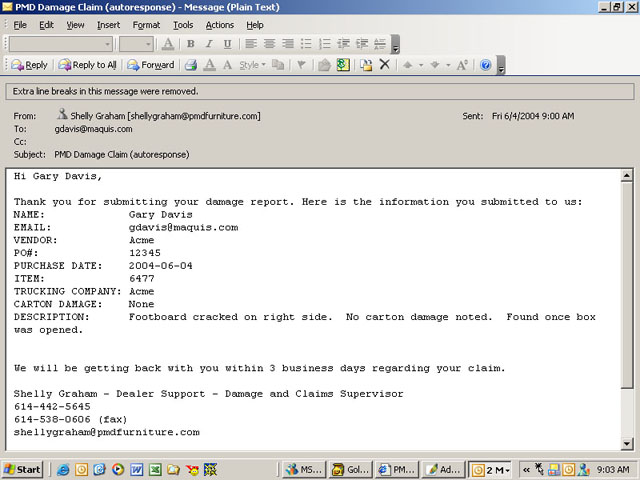 PMD Damage Claim (autoresponse) - Message (Plain Text)
File Edit View Insert Format Tools Actions Help
A B I U
Reply Reply to All Forward A Style
Extra line breaks in this message were removed.
From: Shelly Graham [shellygraham@pmdfurniture.com] Sent: Fri 6/4/2004 9:00 AM
To: gdavis@maquis.com
Cc:
Subject: PMD Damage Claim (autoresponse)
Hi Gary Davis,
Thank you for submitting your damage report. Here is the information you submitted to us:
NAME: Gary Davis
EMAIL: gdavis@maquis.com
VENDOR: Acme
PO#: 12345
PURCHASE DATE: 2004-06-04
ITEM: 6477
TRUCKING COMPANY: Acme
CARTON DAMAGE: None
DESCRIPTION: Footboard cracked on right side. No carton damage noted. Found once box
was opened.
We will be getting back with you within 3 business days regarding your claim.
Shelly Graham - Dealer Support - Damage and Claims Supervisor
614-442-5645
614-538-0606 (fax)
shellygraham@pmdfurniture.com
Start MS... Gol... PM... Ad... 2 M 9:03 AM